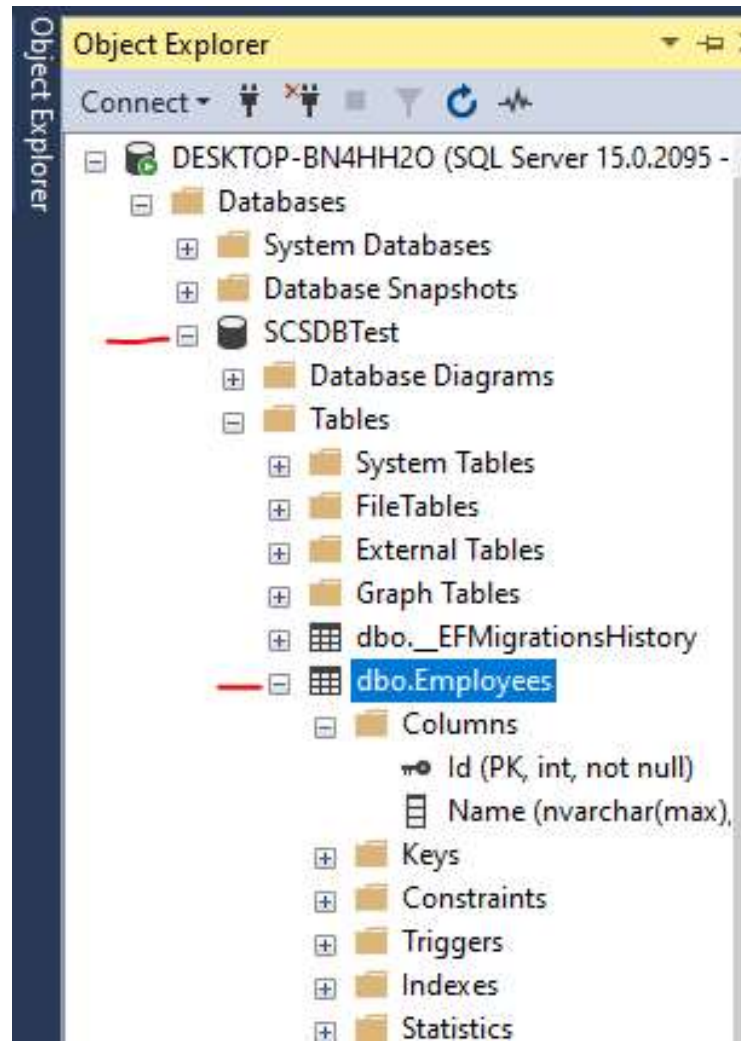 Object Explorer
Object Explorer
Connect
DESKTOP-BN4HH2O (SQL Server 15.0.2095 -
Databases
System Databases
Database Snapshots
SCSDBTest
Database Diagrams
Tables
System Tables
FileTables
External Tables
Graph Tables
dbo.__EFMigrationsHistory
dbo.Employees
Columns
Id (PK, int, not null)
Name (nvarchar(max),
Keys
Constraints
Triggers
Indexes
Statistics